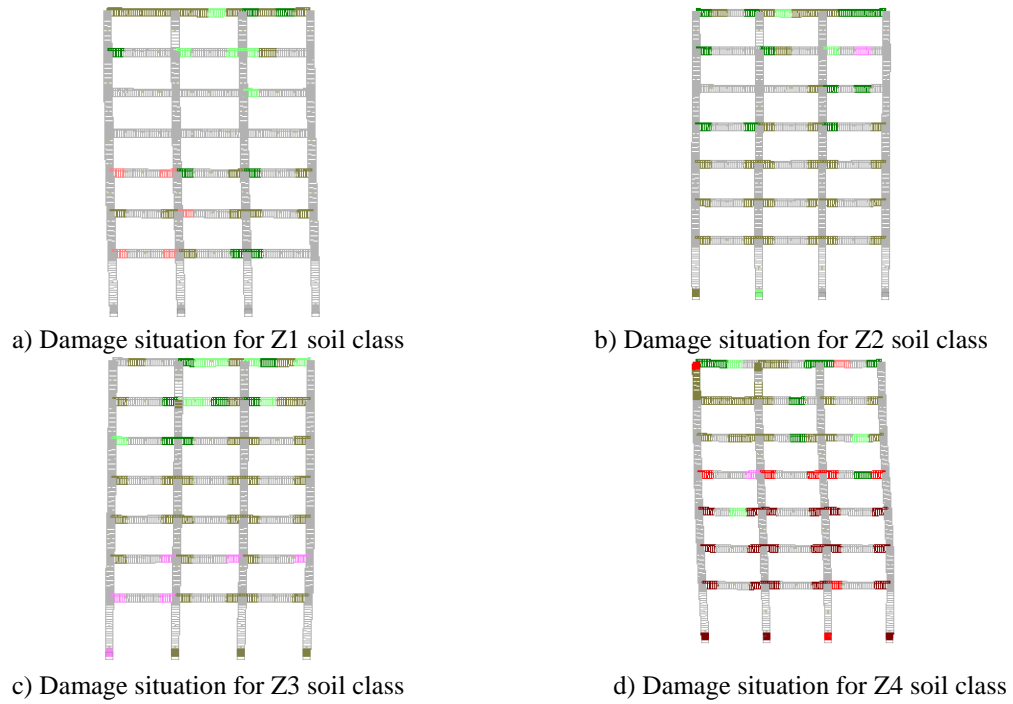 a) Damage situation for Z1 soil class
b) Damage situation for Z2 soil class
c) Damage situation for Z3 soil class
d) Damage situation for Z4 soil class